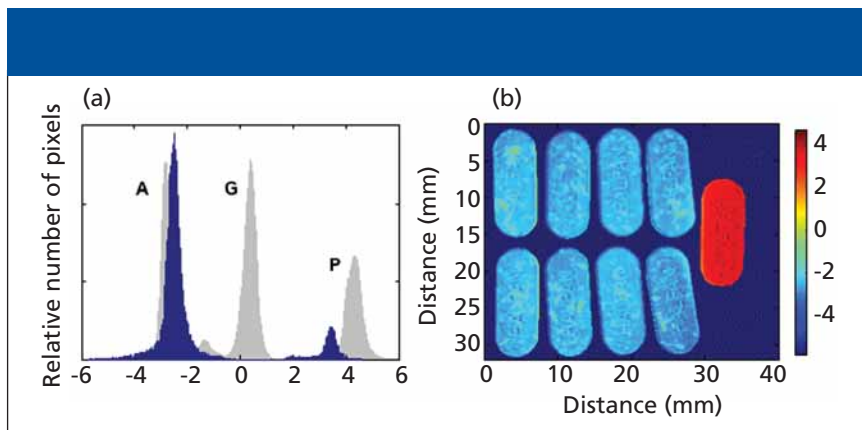 (a)
Relative number of pixels
A
G
P
-6 -4 -2 0 2 4 6
(b)
Distance (mm)
0
5
10
15
20
25
30
0 10 20 30 40
Distance (mm)
4
2
0
-2
-4